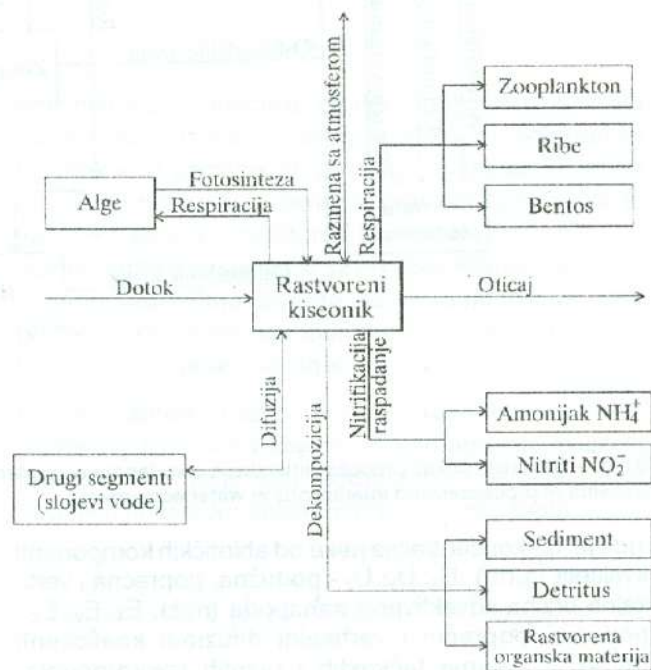 Zooplankton
Razmena sa atmosferom
Respiracija
Ribe
Fotosinteza
Alge
Respiracija
Bentos
Dotok
Rastvoreni
kiseonik
Oticaj
Difuzija
Dekompozicija
Nitrifikacija
raspadanje
Amonijak NH₄⁺
Nitriti NO₂⁻
Drugi segmenti
(slojevi vode)
Sediment
Detritus
Rastvorena
organska materija